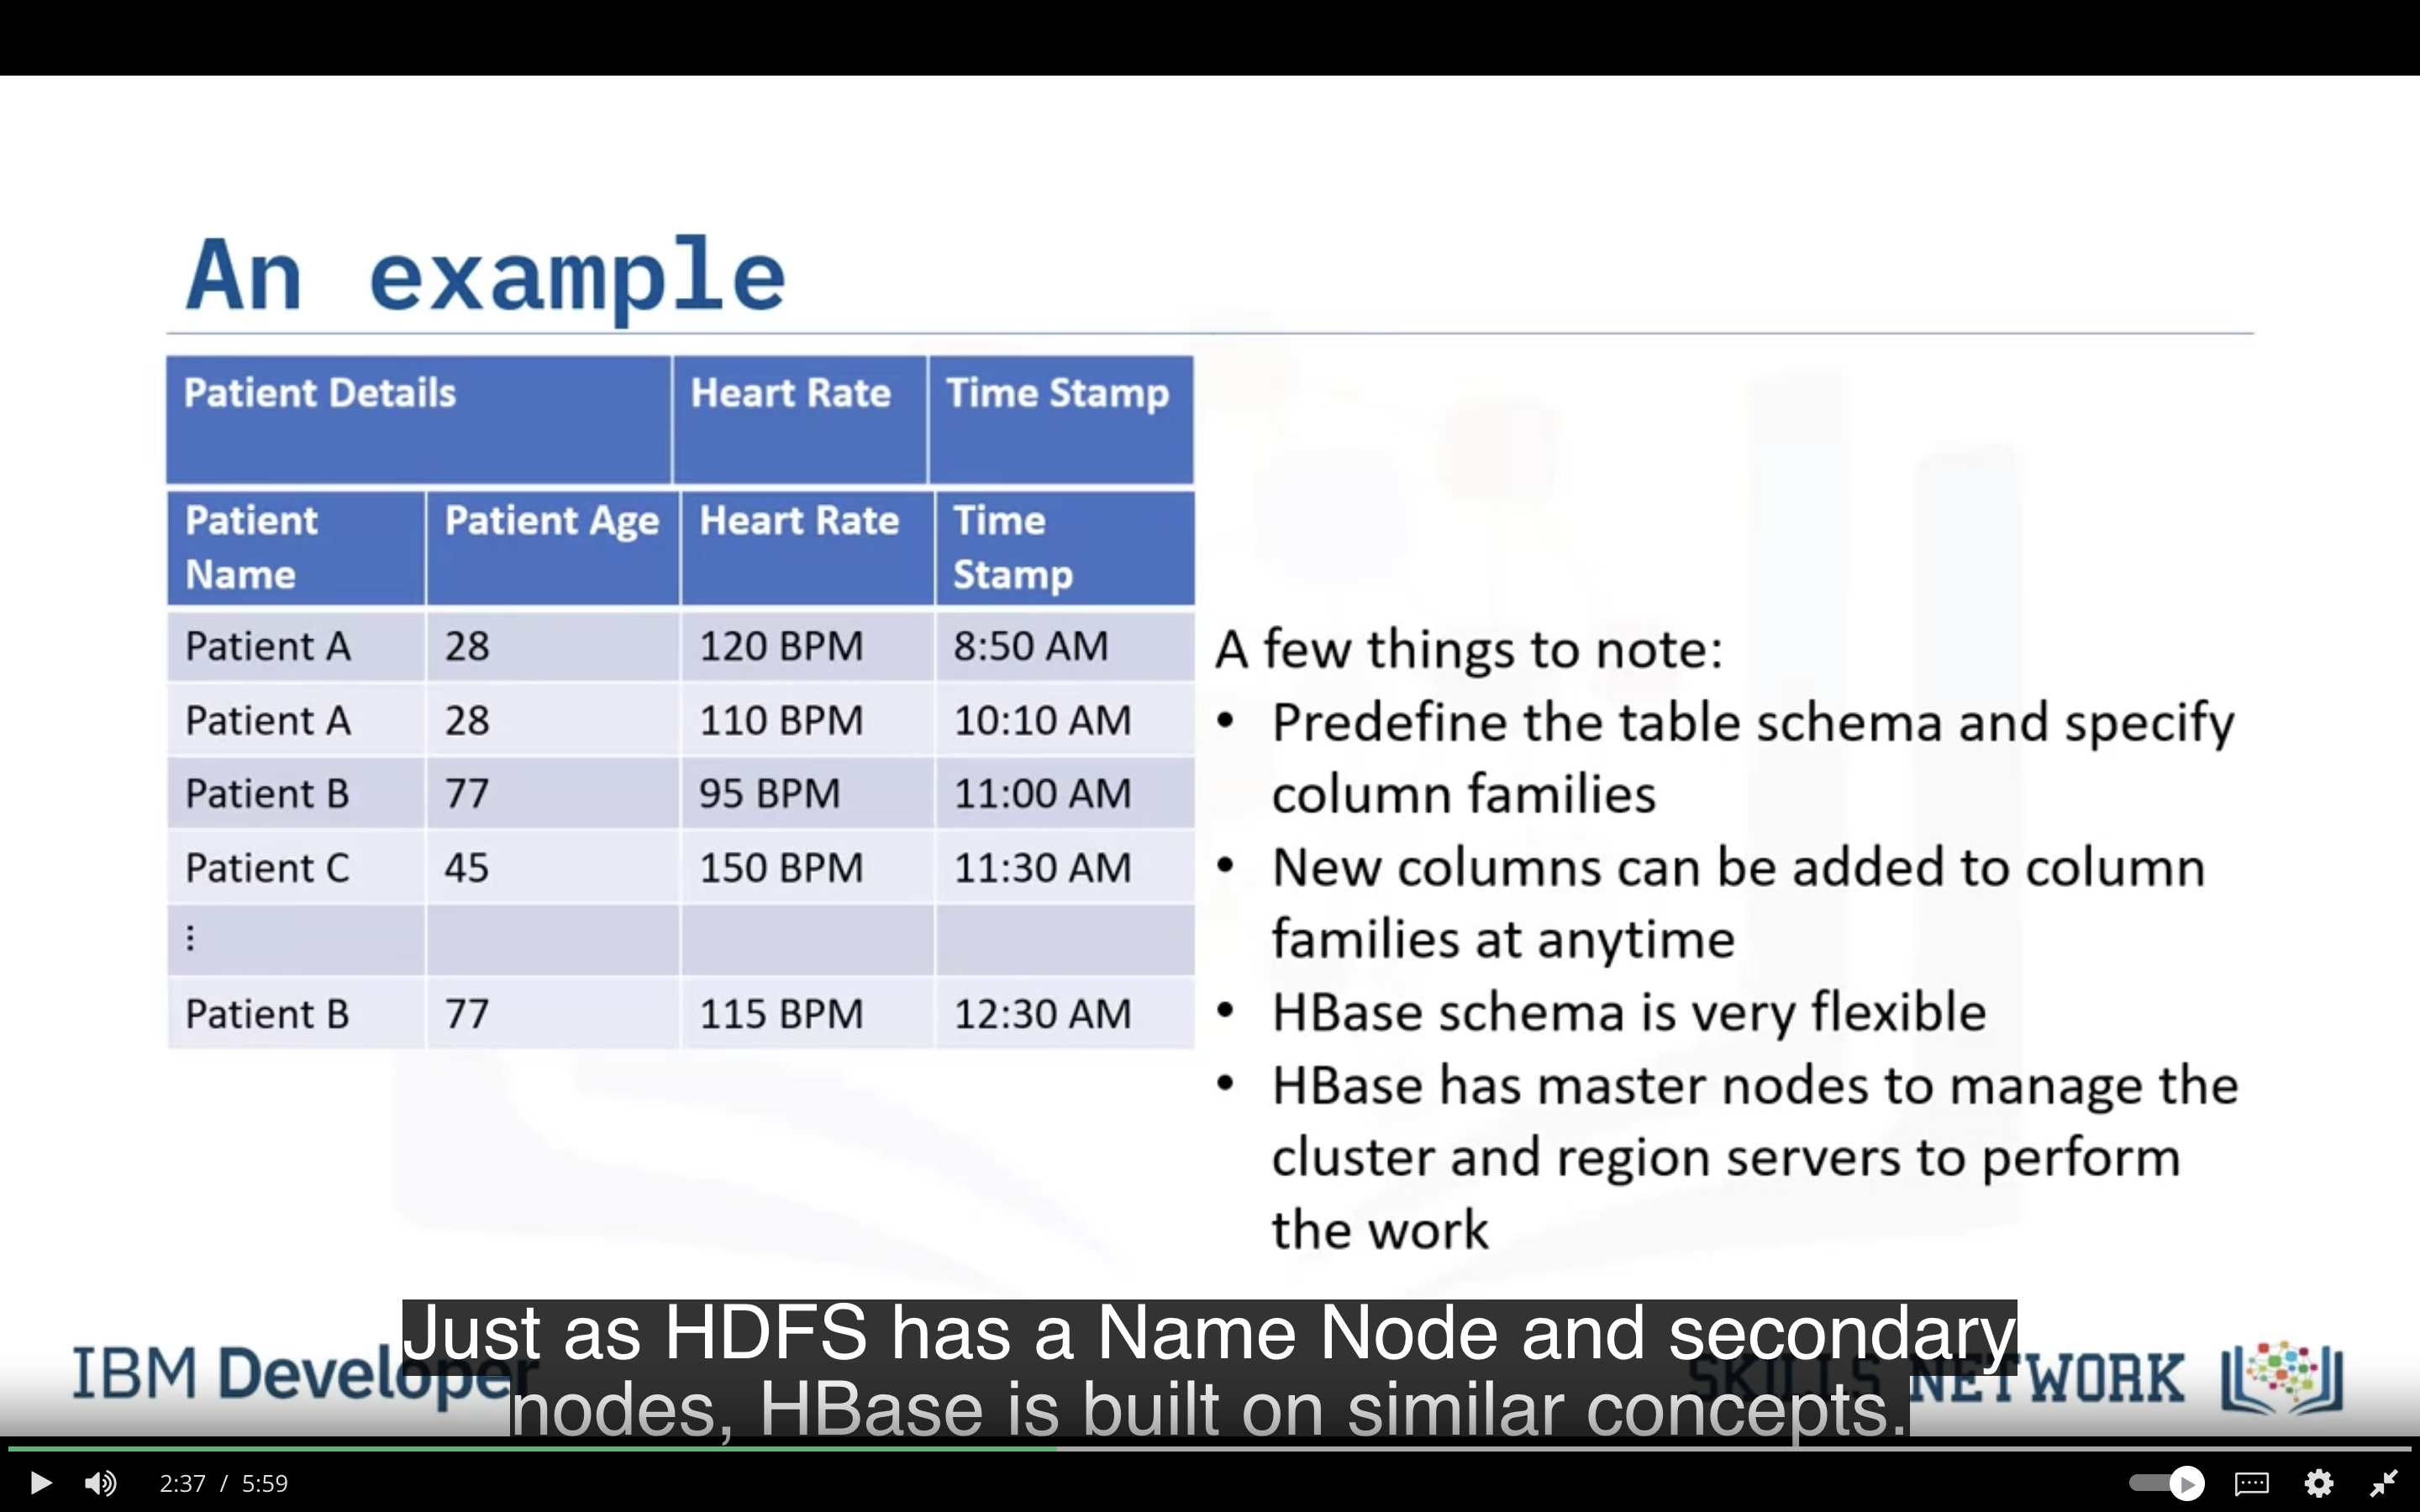 An example
Patient Details Heart Rate Time Stamp
Patient Name Patient Age Heart Rate Time Stamp
Patient A 28 120 BPM 8:50 AM
Patient A 28 110 BPM 10:10 AM
Patient B 77 95 BPM 11:00 AM
Patient C 45 150 BPM 11:30 AM
⋮
Patient B 77 115 BPM 12:30 AM
A few things to note:
• Predefine the table schema and specify
column families
• New columns can be added to column
families at anytime
• HBase schema is very flexible
• HBase has master nodes to manage the
cluster and region servers to perform
the work
Just as HDFS has a Name Node and secondary
nodes, HBase is built on similar concepts.
IBM Developer
SKILLS NETWORK
2:37 / 5:59